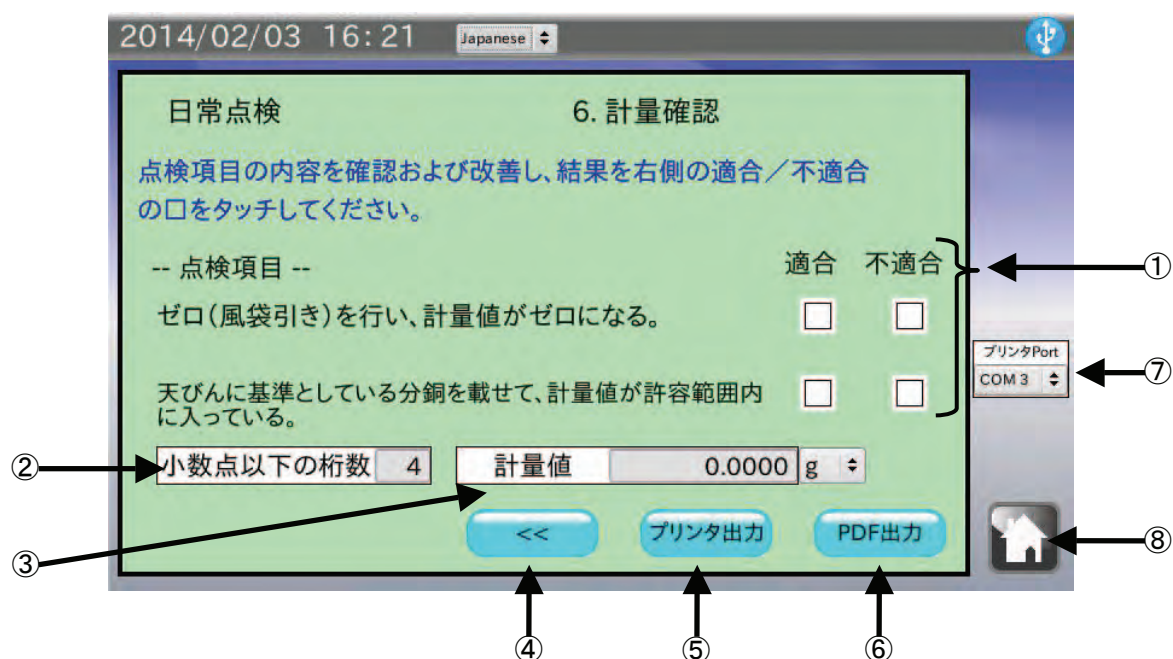 2014/02/03 16:21 Japanese
日常点検 6. 計量確認
点検項目の内容を確認および改善し、結果を右側の適合／不適合
の口をタッチしてください。
-- 点検項目 -- 適合 不適合 ①
ゼロ（風袋引き）を行い、計量値がゼロになる。
プリンタPort
COM 3 ⑦
天びんに基準としている分銅を載せて、計量値が許容範囲内
に入っている。
② 小数点以下の桁数 4 計量値 0.0000 g
③ << プリンタ出力 PDF出力 ⑧
④ ⑤ ⑥